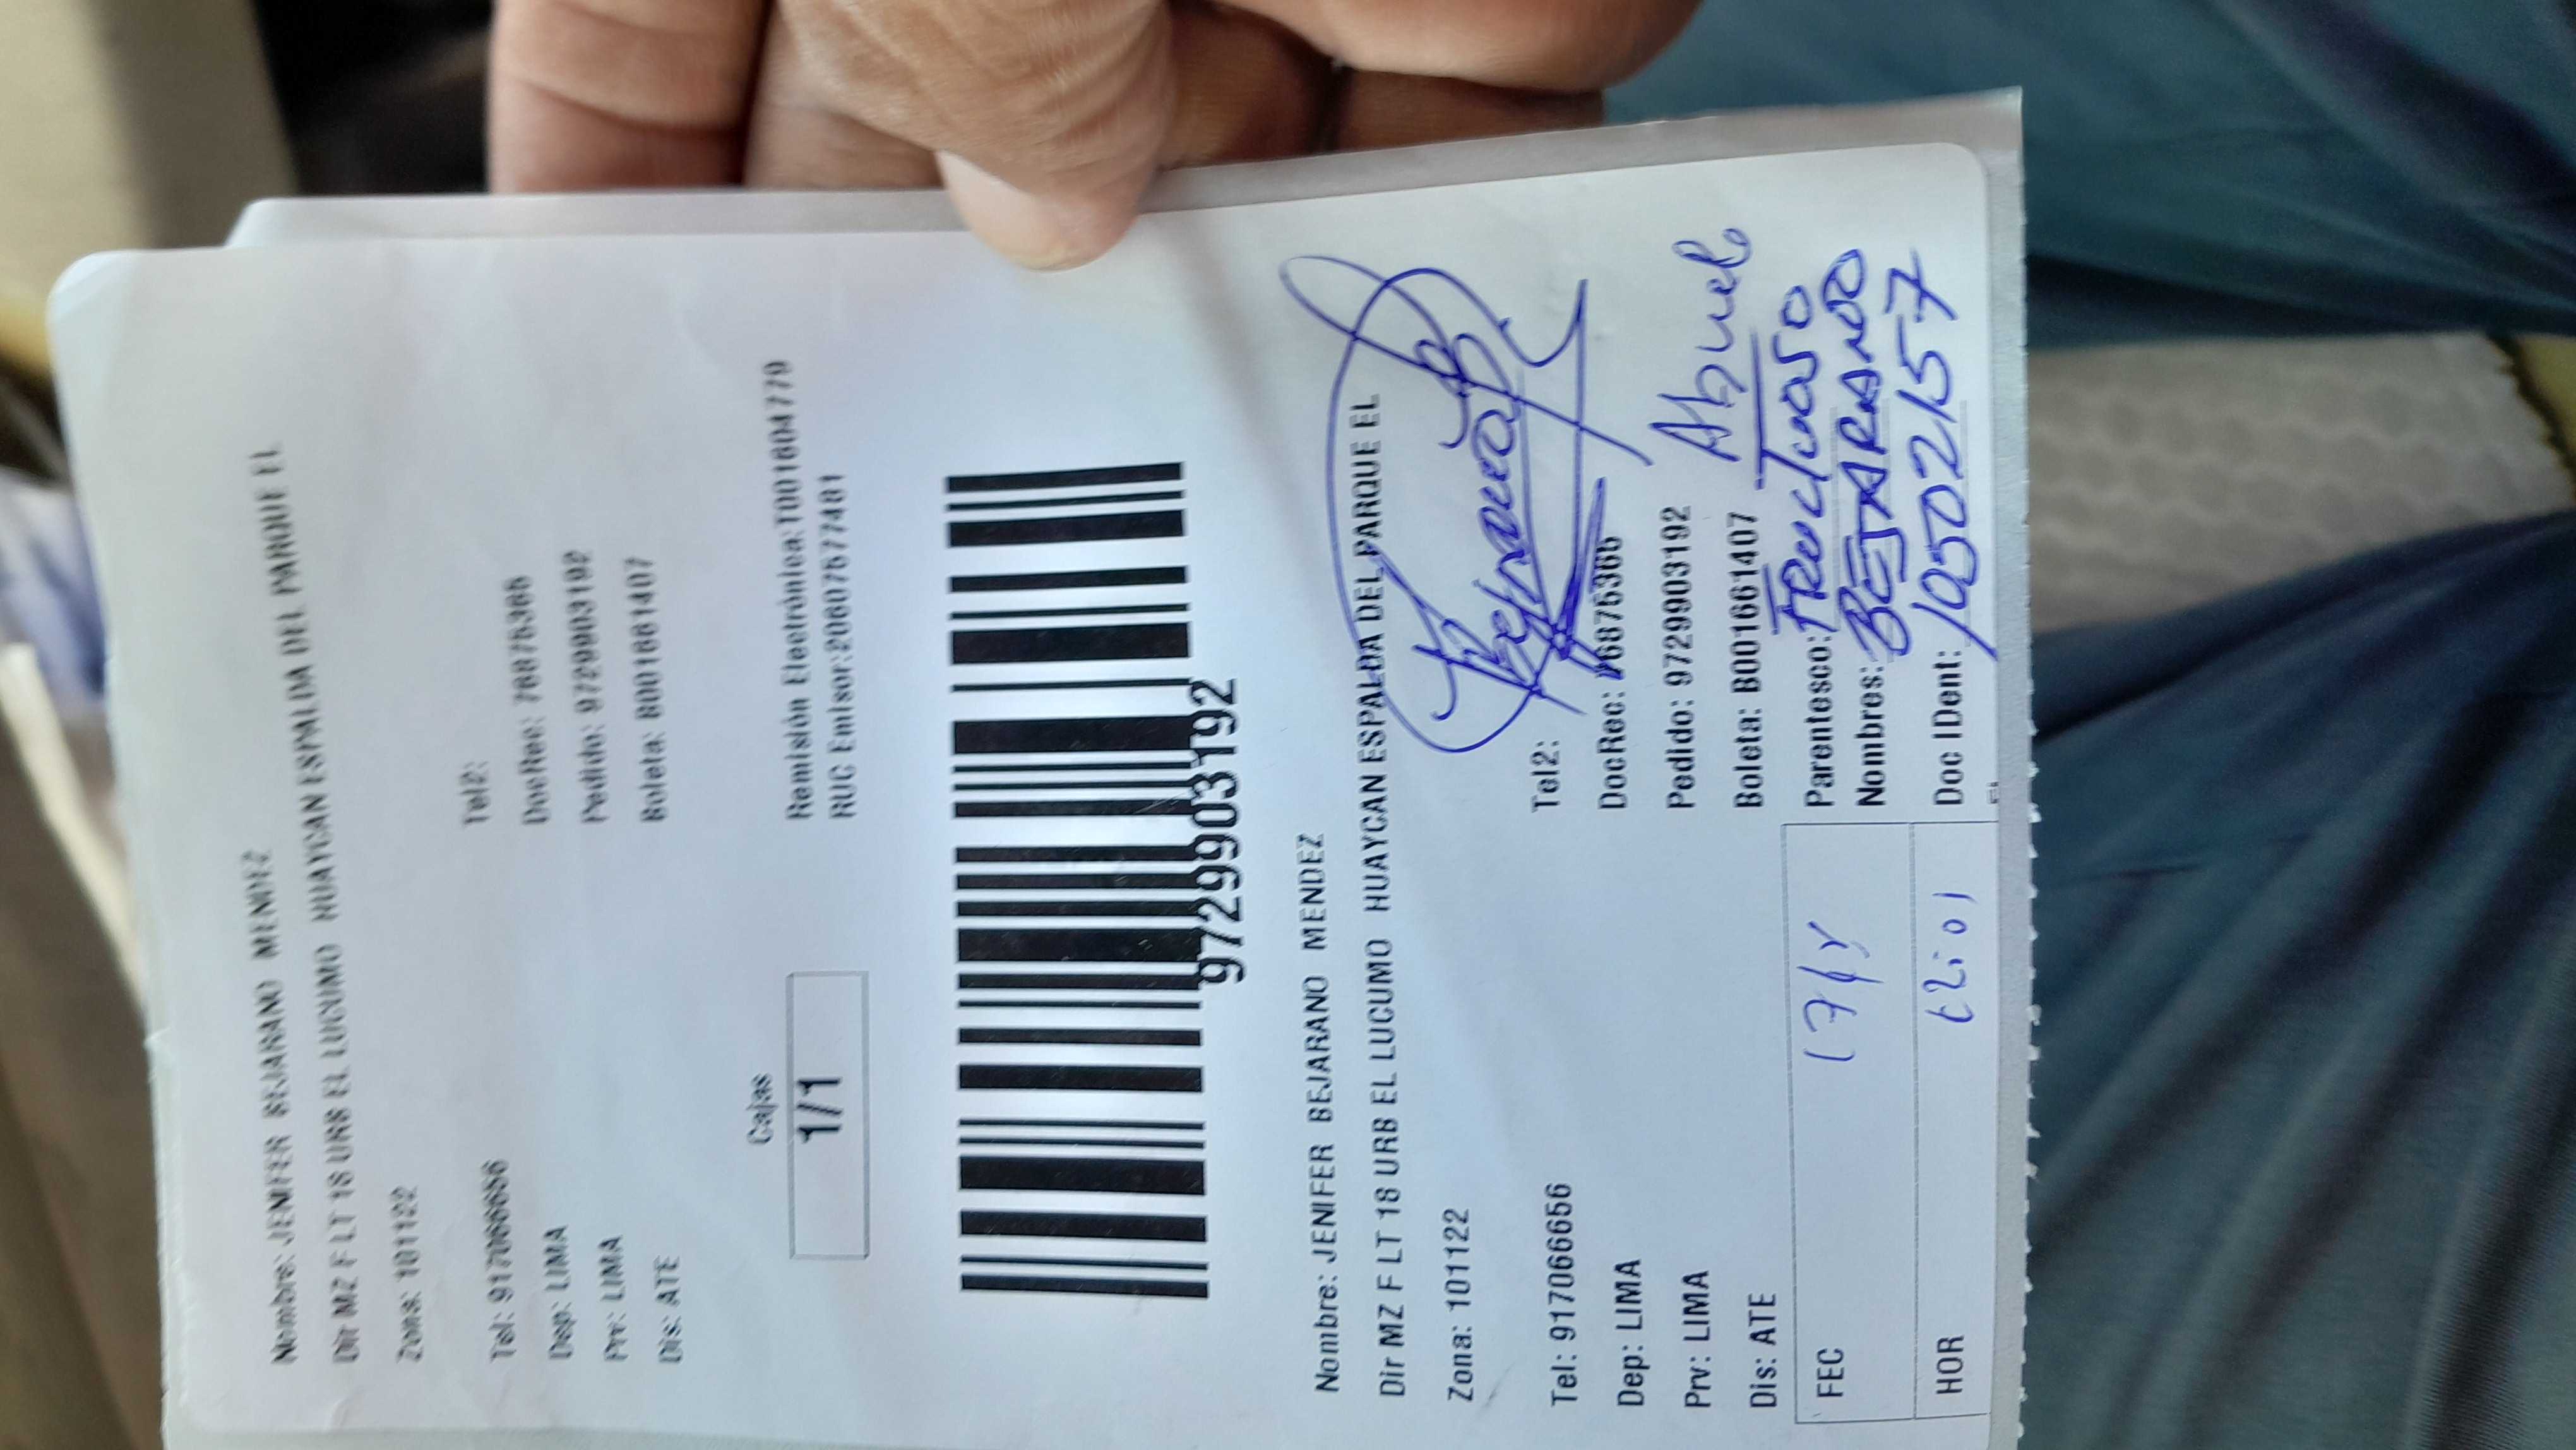 Nombre: JENIFER BEJARANO MENDEZ
Dir MZ F LT 18 URB EL LUCUMO HUAYCAN ESPALDA DEL PARQUE EL
Zona: 101122
Tel: 917066656 Tel2:
Dep: LIMA DocRec: 76875365
Prv: LIMA Pedido: 9729903192
Dis: ATE Boleta: B001661407
Cajas
1/1
Remisión Electrónica:T001604779
RUC Emisor:20607577481
9729903192
Nombre: JENIFER BEJARANO MENDEZ
Dir MZ F LT 18 URB EL LUCUMO HUAYCAN ESPALDA DEL PARQUE EL
Zona: 101122
Tel: 917066656 Tel2:
Dep: LIMA DocRec: 76875365
Prv: LIMA Pedido: 9729903192
Abuelo
Dis: ATE Boleta: B001661407
FEC Parentesco: FRUCTUOSO
Nombres: BEJARANO
HOR Doc IDent: 10502157